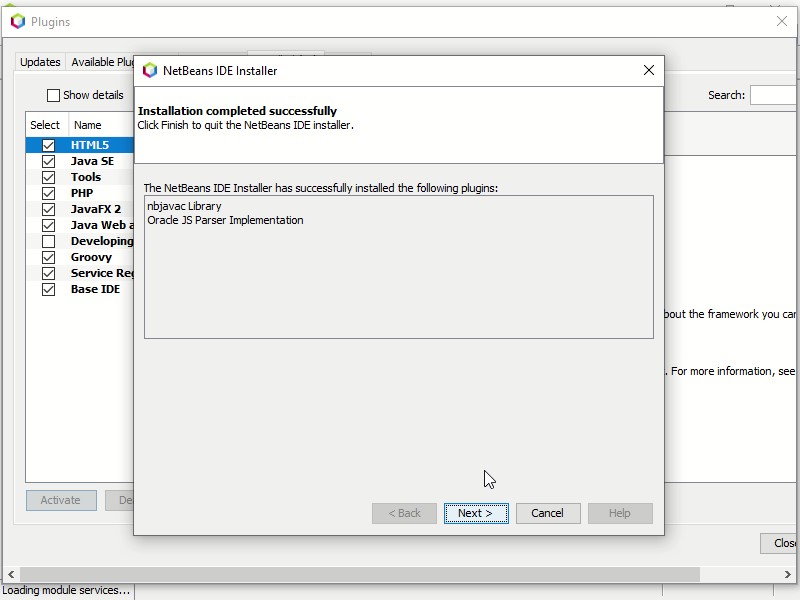 Plugins
Updates
Available Plug
NetBeans IDE Installer
Show details
Search:
Installation completed successfully
Click Finish to quit the NetBeans IDE installer.
Select Name
HTML5
Java SE
Tools
PHP
JavaFX 2
Java Web a
Developing
Groovy
Service Reg
Base IDE
The NetBeans IDE Installer has successfully installed the following plugins:
nbjavac Library
Oracle JS Parser Implementation
bout the framework you can
. For more information, see
Activate
De
< Back
Next >
Cancel
Help
Close
Loading module services...